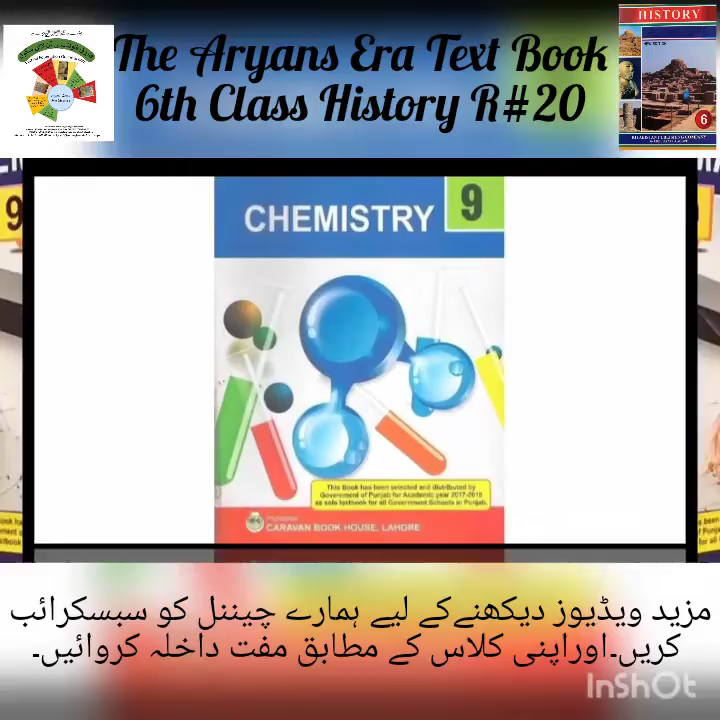 The Aryans Era Text Book
6th Class History R#20
HISTORY
6
9
CHEMISTRY 9
This Book has been selected and distributed by
Government of Punjab for Academic year 2017-2018
as sole textbook for all Government Schools in Punjab.
CARAVAN BOOK HOUSE, LAHORE
مزید ویڈیوز دیکھنےکے لیے ہمارے چیننل کو سبسکرائب
کریں۔اوراپنی کلاس کے مطابق مفت داخلہ کروائیں۔
InShOt